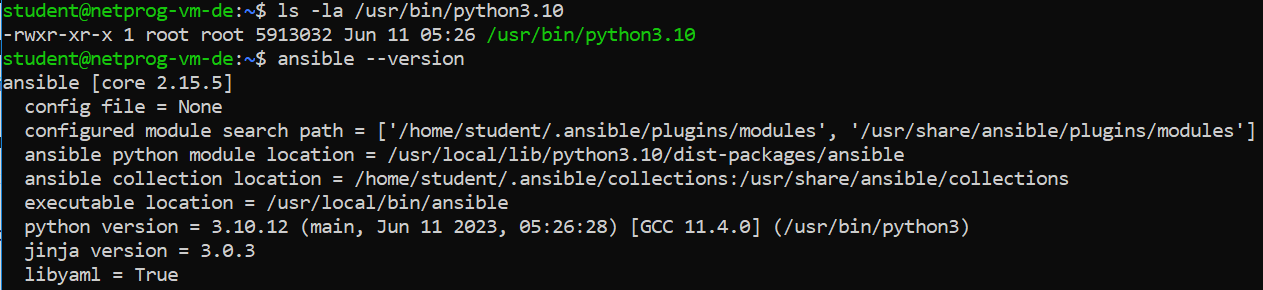 student@netprog-vm-de:~$ ls -la /usr/bin/python3.10
-rwxr-xr-x 1 root root 5913032 Jun 11 05:26 /usr/bin/python3.10
student@netprog-vm-de:~$ ansible --version
ansible [core 2.15.5]
  config file = None
  configured module search path = ['/home/student/.ansible/plugins/modules', '/usr/share/ansible/plugins/modules']
  ansible python module location = /usr/local/lib/python3.10/dist-packages/ansible
  ansible collection location = /home/student/.ansible/collections:/usr/share/ansible/collections
  executable location = /usr/local/bin/ansible
  python version = 3.10.12 (main, Jun 11 2023, 05:26:28) [GCC 11.4.0] (/usr/bin/python3)
  jinja version = 3.0.3
  libyaml = True